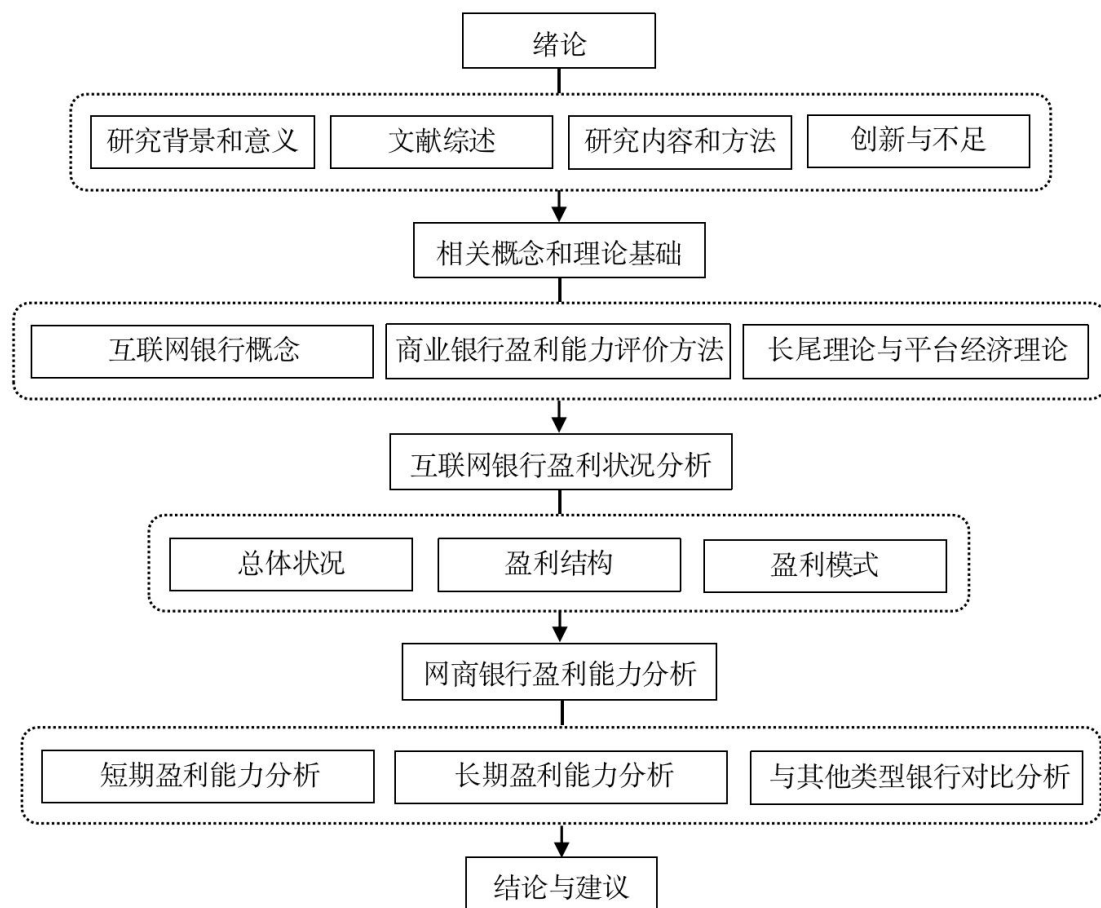 绪论
研究背景和意义
文献综述
研究内容和方法
创新与不足
相关概念和理论基础
互联网银行概念
商业银行盈利能力评价方法
长尾理论与平台经济理论
互联网银行盈利状况分析
总体状况
盈利结构
盈利模式
网商银行盈利能力分析
短期盈利能力分析
长期盈利能力分析
与其他类型银行对比分析
结论与建议